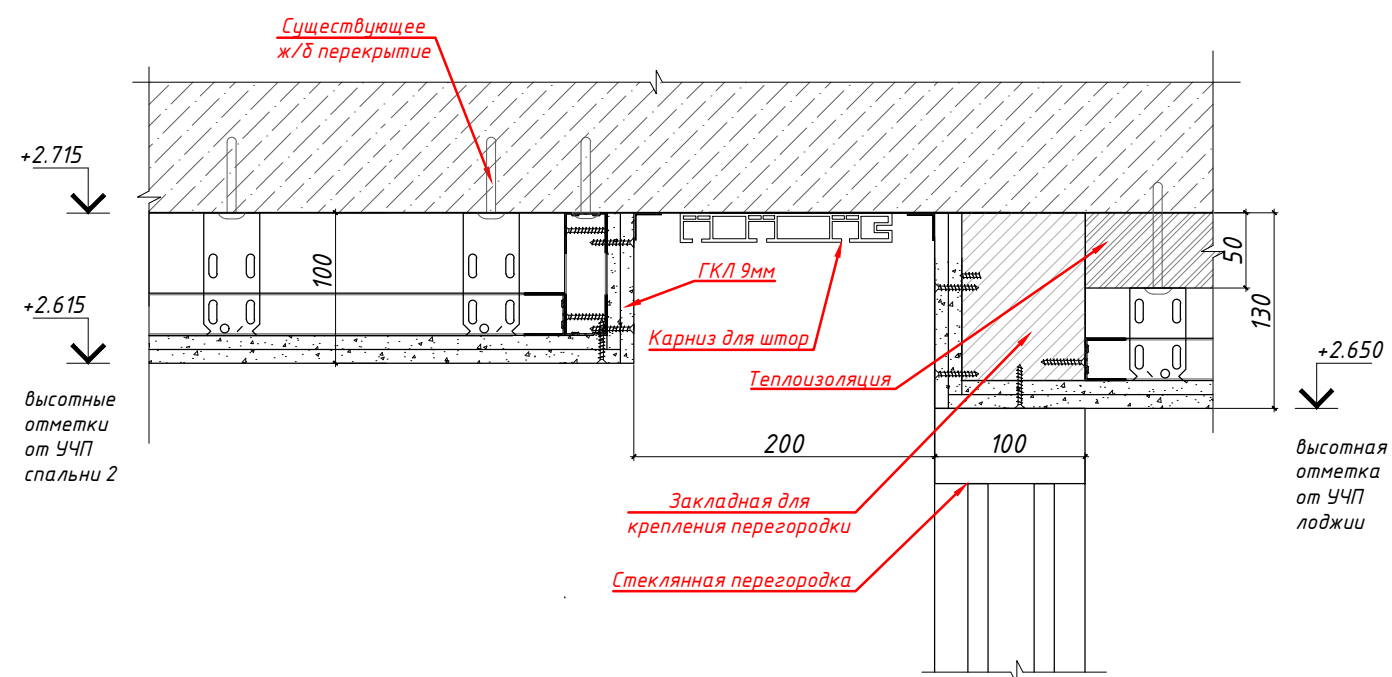 Существующее
ж/б перекрытие
+2.715
100
+2.615
высотные
отметки
от УЧП
спальни 2
ГКЛ 9мм
Карниз для штор
Теплоизоляция
50
130
+2.650
высотная
отметка
от УЧП
лоджии
200
100
Закладная для
крепления перегородки
Стеклянная перегородка